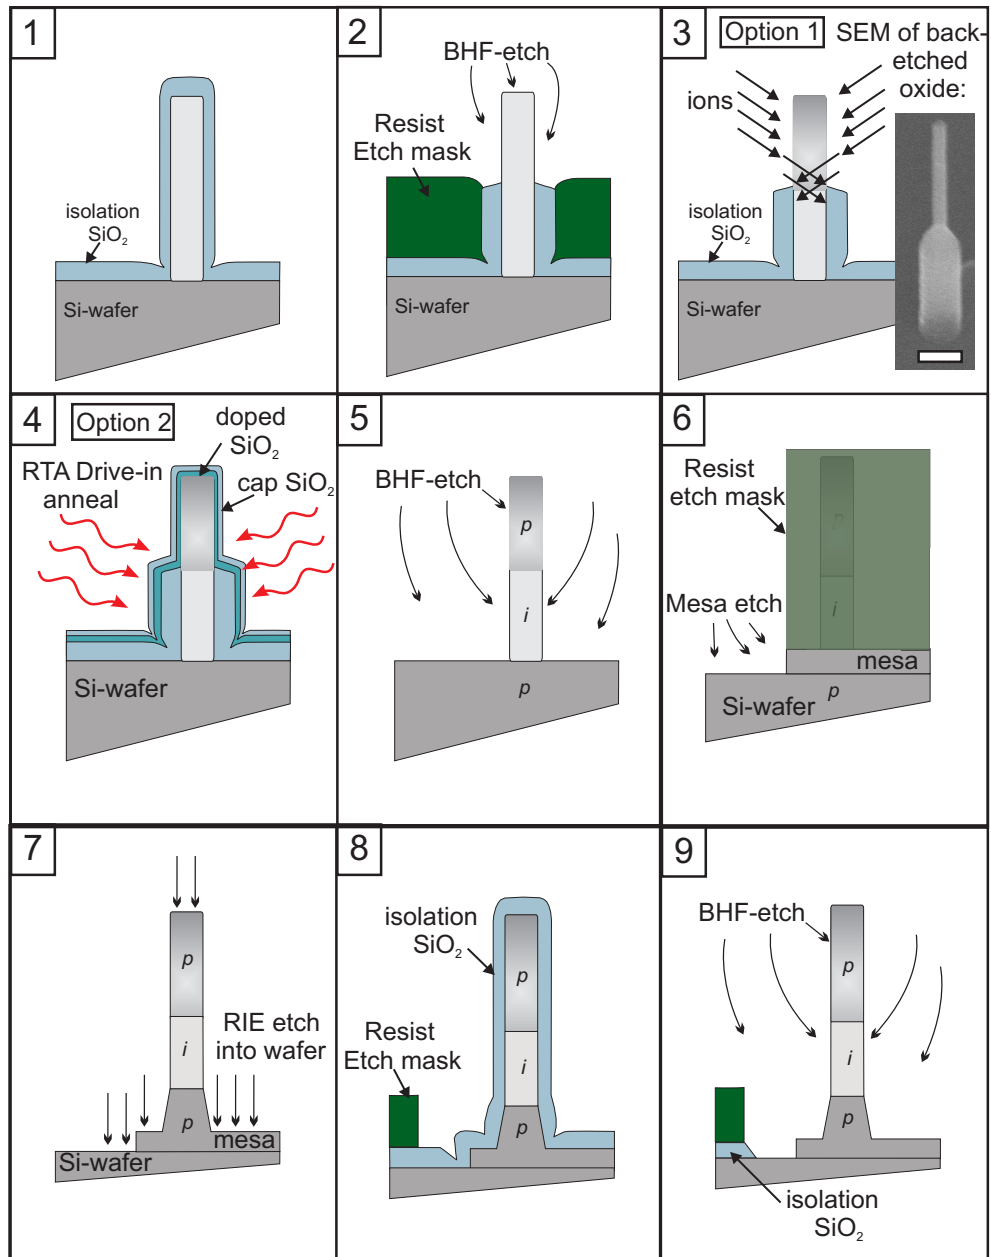 1
isolation
SiO2
Si-wafer
2
BHF-etch
Resist
Etch mask
Si-wafer
3
Option 1
SEM of back-
etched
oxide:
ions
isolation
SiO2
Si-wafer
4
Option 2
doped
SiO2
RTA Drive-in
anneal
cap SiO2
Si-wafer
5
BHF-etch
p
i
p
6
Resist
etch mask
p
i
Mesa etch
mesa
p
Si-wafer
7
p
RIE etch
into wafer
i
p
mesa
Si-wafer
8
isolation
SiO2
p
Resist
Etch mask
i
p
9
BHF-etch
p
i
p
isolation
SiO2